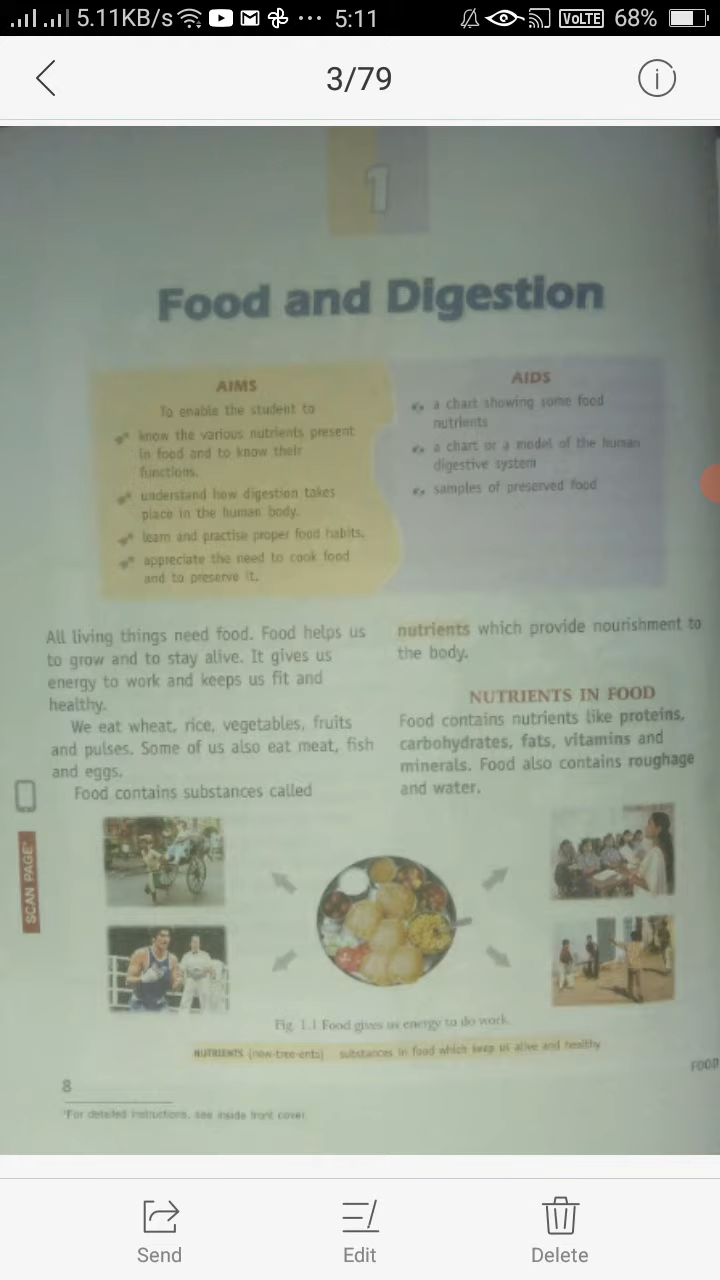 5.11KB/s ... 5:11 VoLTE 68%
3/79
1
Food and Digestion
AIMS
To enable the student to
know the various nutrients present
in food and to know their
functions.
understand how digestion takes
place in the human body.
learn and practise proper food habits.
appreciate the need to cook food
and to preserve it.
AIDS
a chart showing some food
nutrients
a chart or a model of the human
digestive system
samples of preserved food
All living things need food. Food helps us
to grow and to stay alive. It gives us
energy to work and keeps us fit and
healthy.
We eat wheat, rice, vegetables, fruits
and pulses. Some of us also eat meat, fish
and eggs.
Food contains substances called
nutrients which provide nourishment to
the body.
NUTRIENTS IN FOOD
Food contains nutrients like proteins,
carbohydrates, fats, vitamins and
minerals. Food also contains roughage
and water.
SCAN PAGE*
Fig. 1.1 Food gives us energy to do work.
NUTRIENTS (new-tree-ents) substances in food which keep us alive and healthy
8
FOOD
*For detailed instructions, see inside front cover.
Send
Edit
Delete